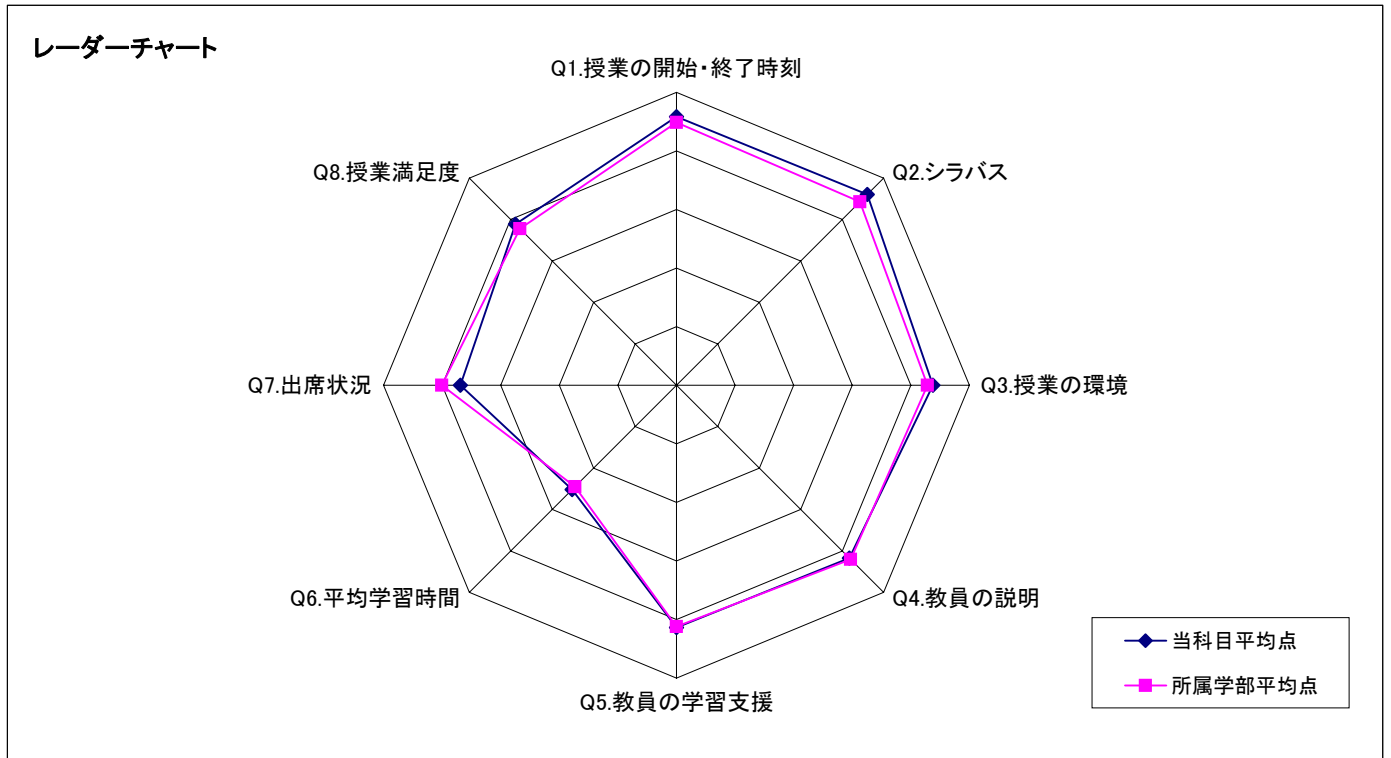 レーダーチャート
Q1.授業の開始・終了時刻
Q2.シラバス
Q3.授業の環境
Q4.教員の説明
Q5.教員の学習支援
Q6.平均学習時間
Q7.出席状況
Q8.授業満足度
当科目平均点
所属学部平均点